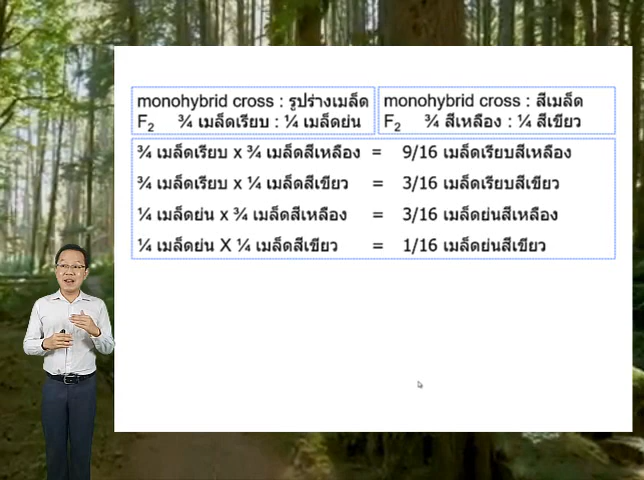 monohybrid cross : รูปร่างเมล็ด
F2 ¾ เมล็ดเรียบ : ¼ เมล็ดย่น
monohybrid cross : สีเมล็ด
F2 ¾ สีเหลือง : ¼ สีเขียว
¾ เมล็ดเรียบ x ¾ เมล็ดสีเหลือง = 9/16 เมล็ดเรียบสีเหลือง
¾ เมล็ดเรียบ x ¼ เมล็ดสีเขียว = 3/16 เมล็ดเรียบสีเขียว
¼ เมล็ดย่น x ¾ เมล็ดสีเหลือง = 3/16 เมล็ดย่นสีเหลือง
¼ เมล็ดย่น X ¼ เมล็ดสีเขียว = 1/16 เมล็ดย่นสีเขียว